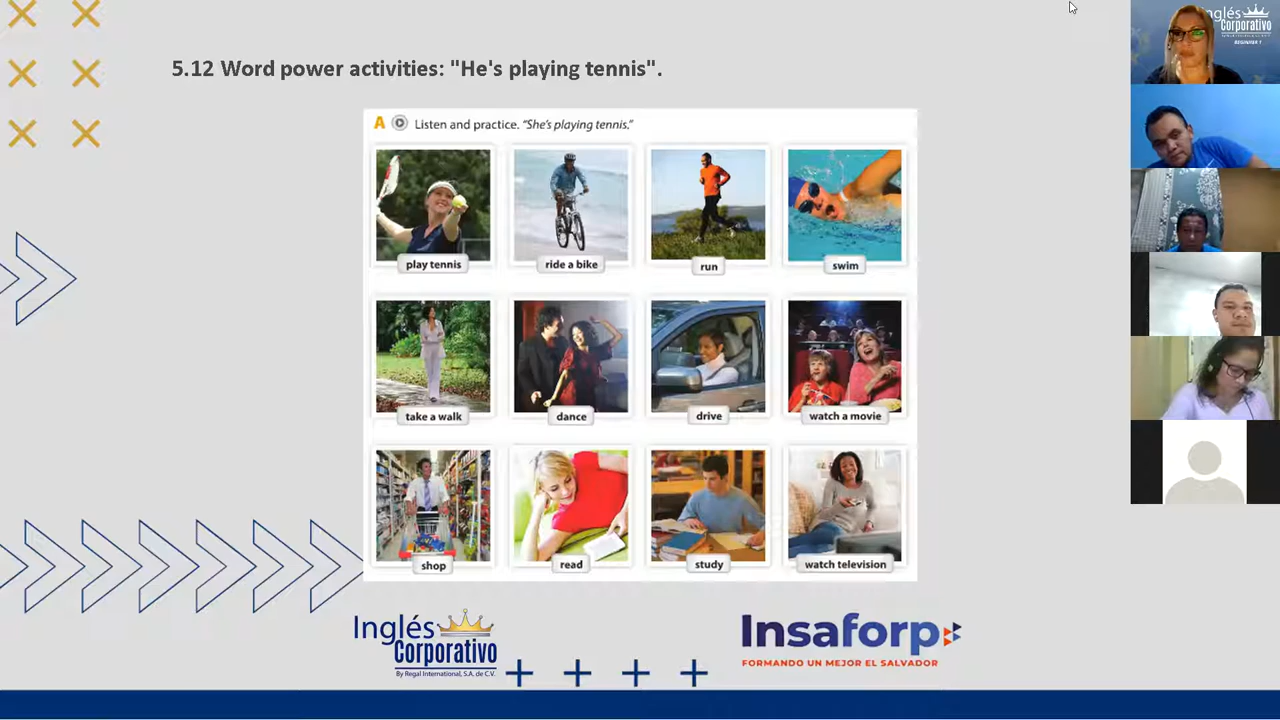 5.12 Word power activities: "He's playing tennis".
A Listen and practice. "She's playing tennis."
play tennis
ride a bike
run
swim
take a walk
dance
drive
watch a movie
shop
read
study
watch television
Inglés
Corporativo
By Regal International, S.A. de C.V.
Insaforp
FORMANDO UN MEJOR EL SALVADOR
Inglés
Corporativo
BEGINNER 1